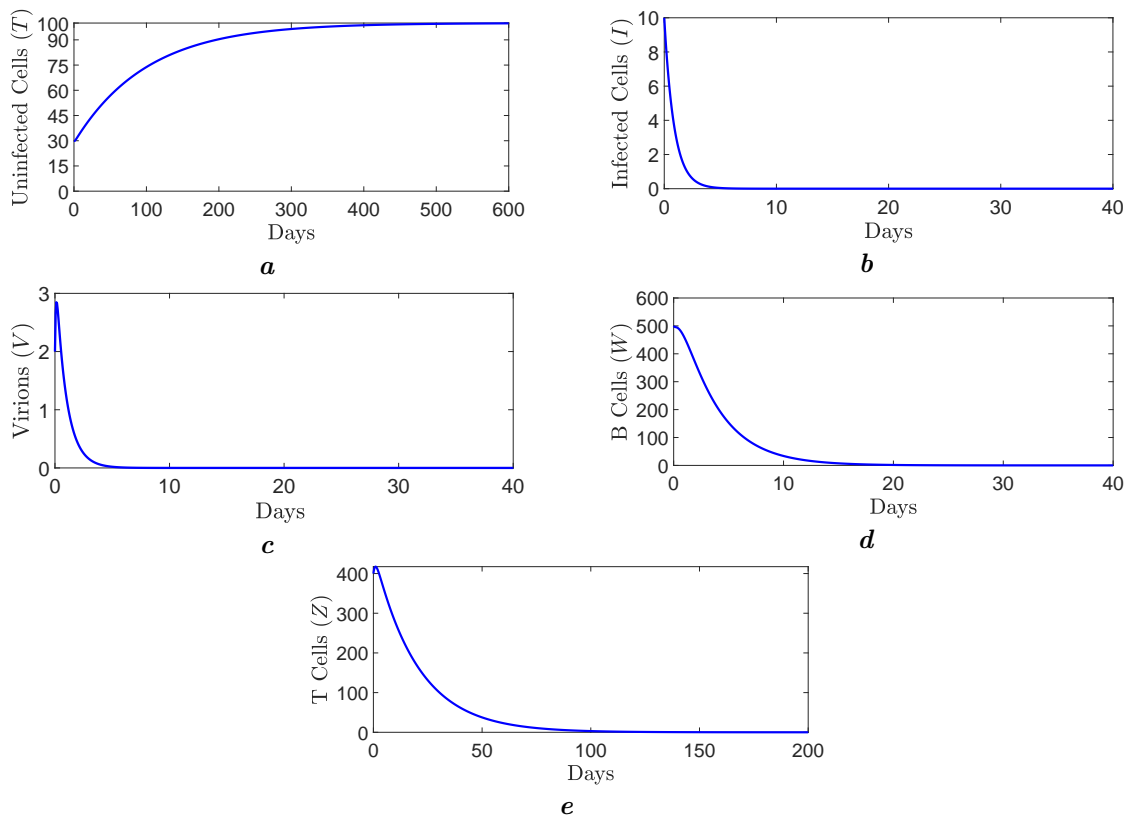 Uninfected Cells (T)
100
90
75
60
45
30
15
0
0 100 200 300 400 500 600
Days
a
Infected Cells (I)
10
8
6
4
2
0
0 10 20 30 40
Days
b
Virions (V)
3
2
1
0
0 10 20 30 40
Days
c
B Cells (W)
600
500
400
300
200
100
0
0 10 20 30 40
Days
d
T Cells (Z)
400
300
200
100
0
0 50 100 150 200
Days
e